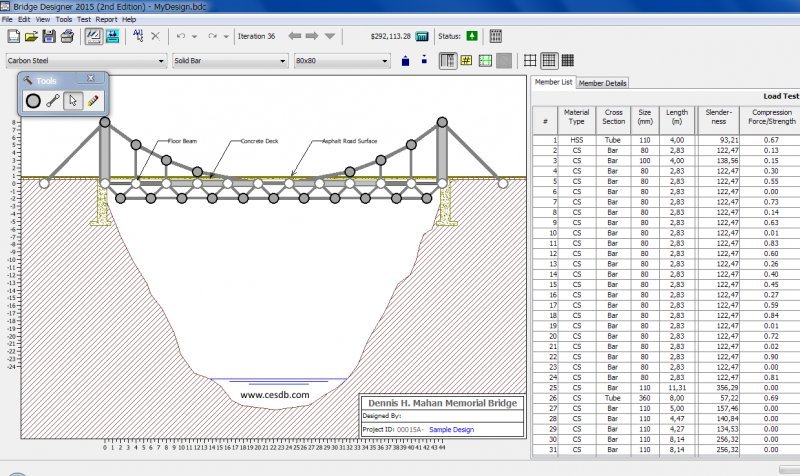 Bridge Designer 2015 (2nd Edition) - MyDesign.bdc
File Edit View Tools Test Report Help
Iteration 36 $292,113.28 Status:
Carbon Steel Solid Bar 80x80
Tools
Member List Member Details
Load Test
# Material Type Cross Section Size (mm) Length (m) Slender- ness Compression Force/Strength
1 HSS Tube 110 4,00 93,21 0.67
2 CS Bar 80 2,83 122,47 0.13
3 CS Bar 100 4,00 138,56 0.15
4 CS Bar 80 2,83 122,47 0.30
5 CS Bar 80 2,83 122,47 0.55
6 CS Bar 80 2,83 122,47 0.00
7 CS Bar 80 2,83 122,47 0.73
8 CS Bar 80 2,83 122,47 0.14
9 CS Bar 80 2,83 122,47 0.63
10 CS Bar 80 2,83 122,47 0.01
11 CS Bar 80 2,83 122,47 0.83
12 CS Bar 80 2,83 122,47 0.60
13 CS Bar 80 2,83 122,47 0.26
14 CS Bar 80 2,83 122,47 0.40
15 CS Bar 80 2,83 122,47 0.45
16 CS Bar 80 2,83 122,47 0.27
17 CS Bar 80 2,83 122,47 0.59
18 CS Bar 80 2,83 122,47 0.84
19 CS Bar 80 2,83 122,47 0.01
20 CS Bar 80 2,83 122,47 0.72
21 CS Bar 80 2,83 122,47 0.02
22 CS Bar 80 2,83 122,47 0.90
23 CS Bar 80 2,83 122,47 0.00
24 CS Bar 80 2,83 122,47 0.81
25 CS Bar 110 11,31 356,29 0.00
26 CS Tube 360 8,00 57,22 0.69
27 CS Bar 110 5,00 157,46 0.00
28 CS Bar 110 4,47 140,84 0.00
29 CS Bar 110 4,27 134,53 0.00
30 CS Bar 110 8,14 256,32 0.00
31 CS Bar 110 8,14 256,32 0.00
8
7
6
5
4
3
2
1
0
-1
-2
-3
-4
-5
-6
-7
-8
-9
-10
-11
-12
-13
-14
-15
-16
-17
-18
-19
-20
-21
-22
-23
-24
Floor Beam Concrete Deck Asphalt Road Surface
www.cesdb.com
Dennis H. Mahan Memorial Bridge
Designed By:
Project ID: 00015A- Sample Design
0 1 2 3 4 5 6 7 8 9 10 11 12 13 14 15 16 17 18 19 20 21 22 23 24 25 26 27 28 29 30 31 32 33 34 35 36 37 38 39 40 41 42 43 44